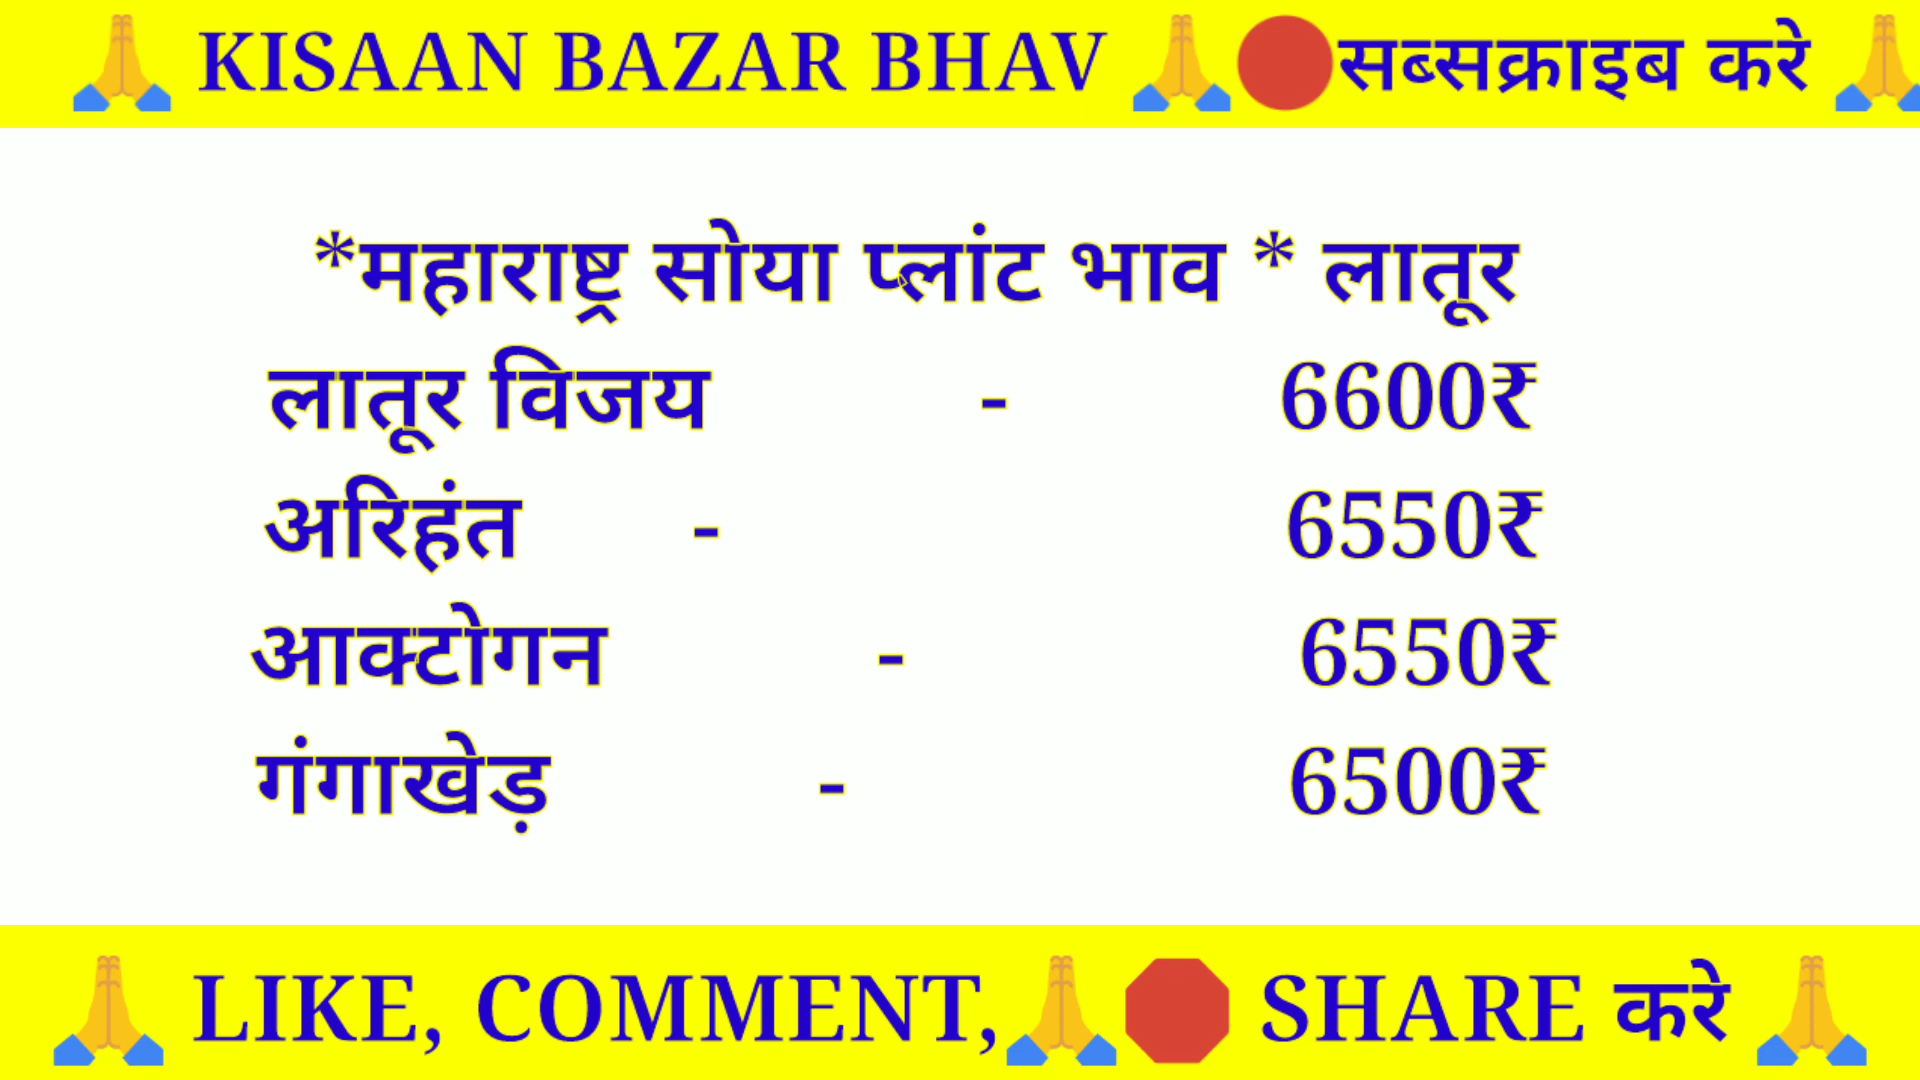 🙏 KISAAN BAZAR BHAV 🙏🔴सब्सक्राइब करे 🙏
*महाराष्ट्र सोया प्लांट भाव * लातूर
लातूर विजय - 6600₹
अरिहंत - 6550₹
आक्टोगन - 6550₹
गंगाखेड़ - 6500₹
🙏 LIKE, COMMENT,🙏🛑 SHARE करे 🙏